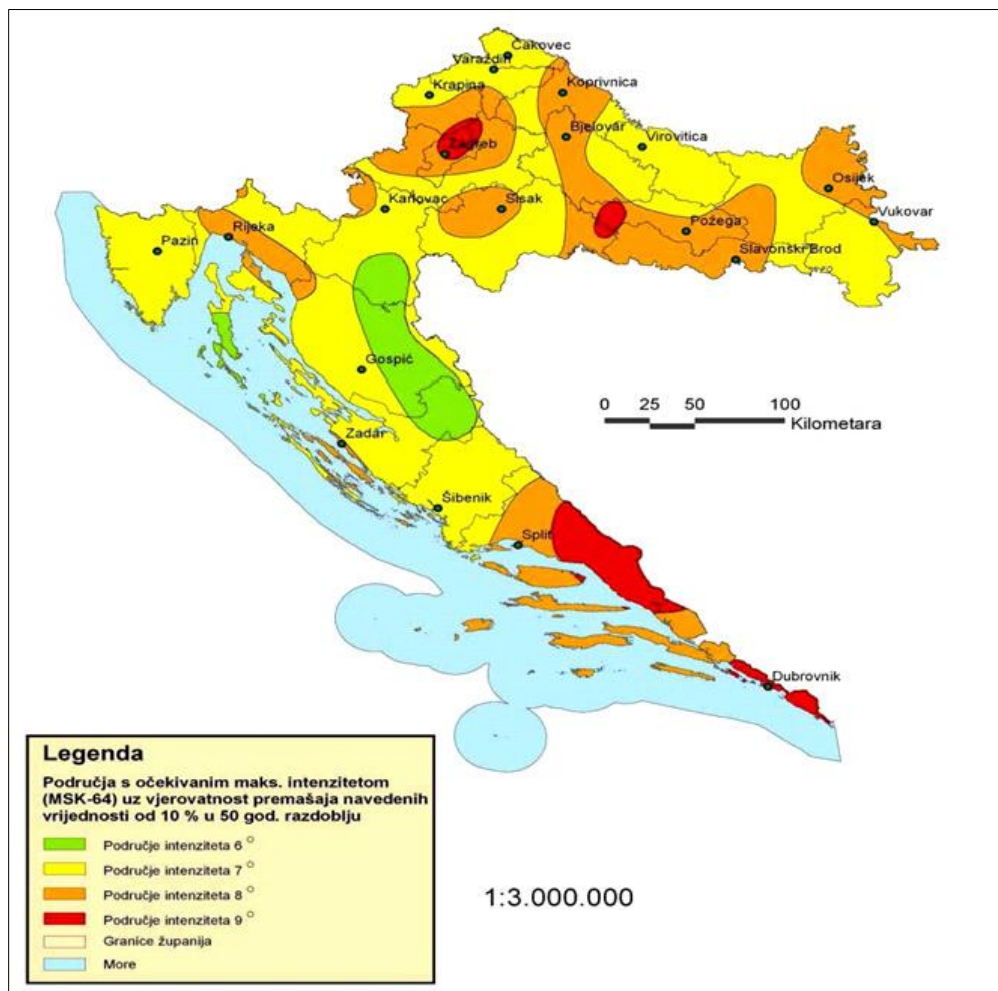 Čakovec
Varaždin
Krapina
Koprivnica
Bjelovar
Virovitica
Zagreb
Osijek
Karlovac
Sisak
Vukovar
Požega
Rijeka
Pazin
Slavonski Brod
Gospić
0 25 50 100
Kilometara
Zadar
Šibenik
Split
Dubrovnik
Legenda
Područja s očekivanim maks. intenzitetom
(MSK-64) uz vjerovatnost premašaja navedenih
vrijednosti od 10 % u 50 god. razdoblju
Područje intenziteta 6 °
Područje intenziteta 7 °
Područje intenziteta 8 °
Područje intenziteta 9 °
Granice županija
More
1:3.000.000